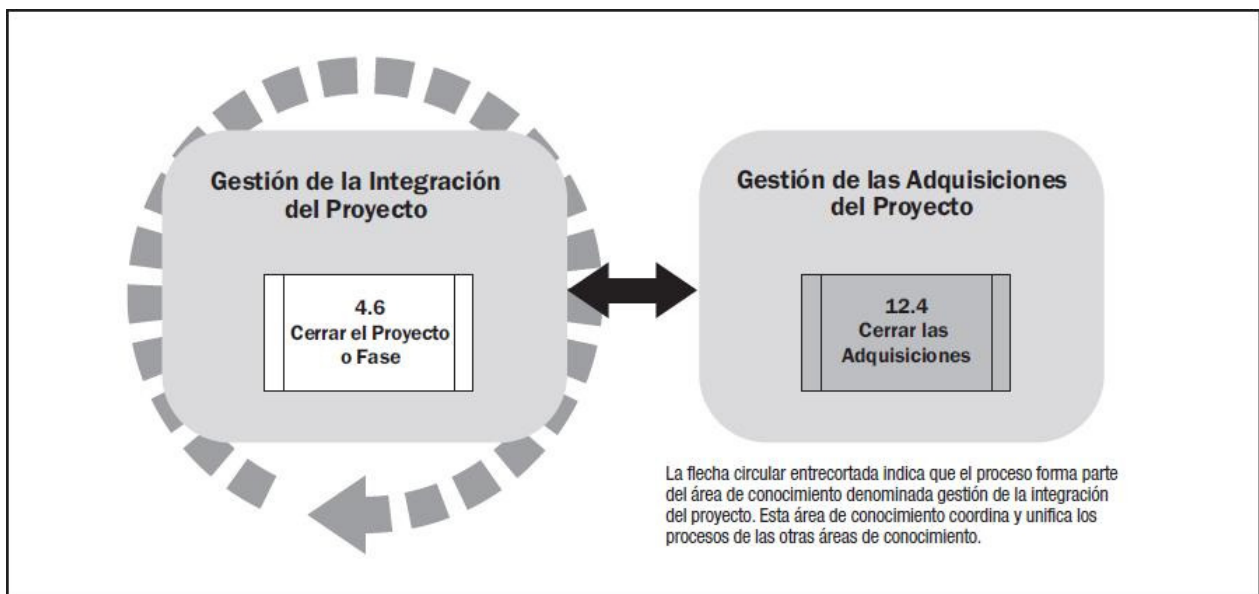 Gestión de la Integración
del Proyecto
4.6
Cerrar el Proyecto
o Fase
Gestión de las Adquisiciones
del Proyecto
12.4
Cerrar las
Adquisiciones
La flecha circular entrecortada indica que el proceso forma parte
del área de conocimiento denominada gestión de la integración
del proyecto. Esta área de conocimiento coordina y unifica los
procesos de las otras áreas de conocimiento.